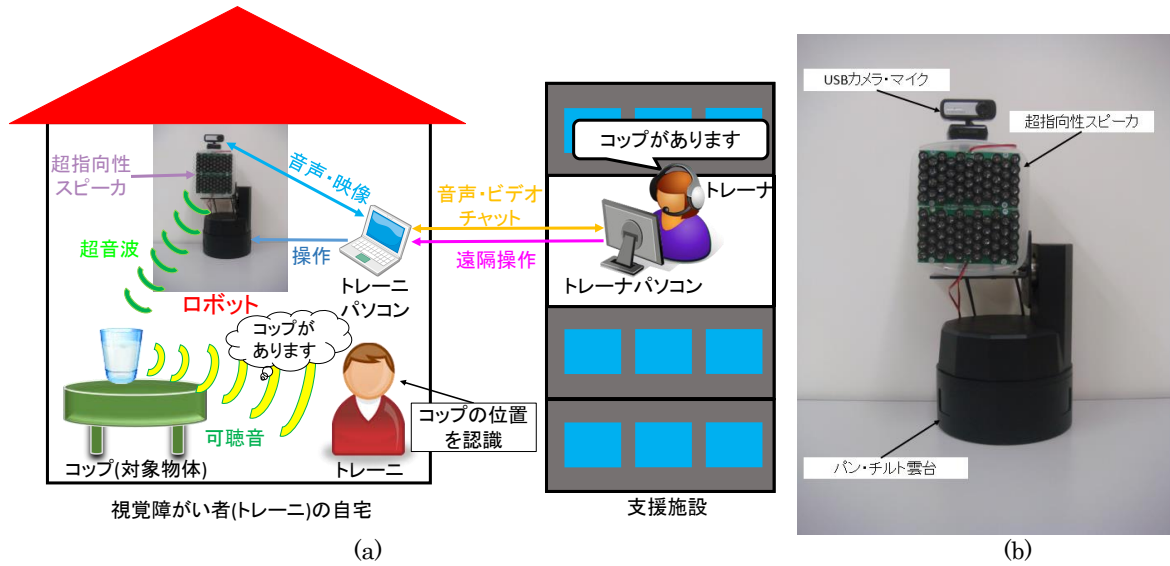 超指向性
スピーカ
音声・映像
超音波
操作
ロボット
トレーニ
パソコン
コップが
あります
可聴音
コップ(対象物体)
トレーニ
コップの位置
を認識
視覚障がい者(トレーニ)の自宅
音声・ビデオ
チャット
遠隔操作
コップがあります
トレーナ
トレーナパソコン
支援施設
(a)
USBカメラ・マイク
超指向性スピーカ
パン・チルト雲台
(b)